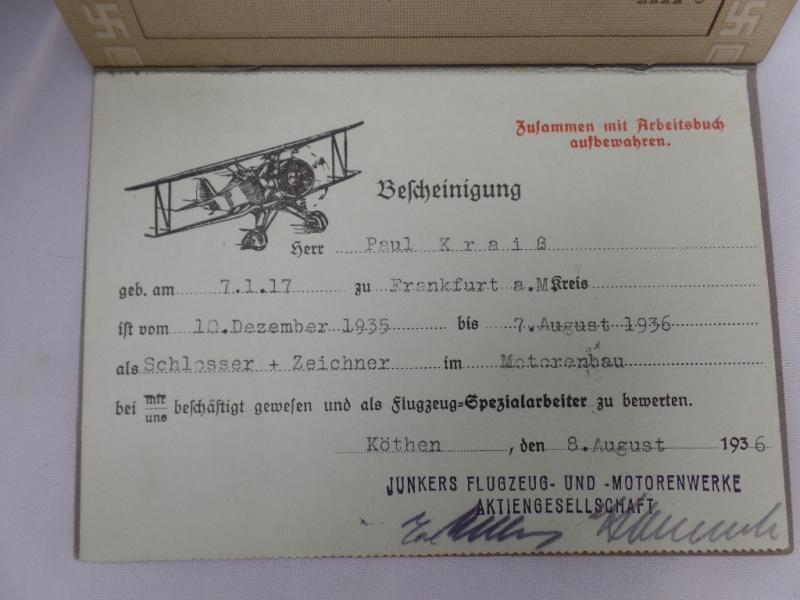 Zusammen mit Arbeitsbuch
aufbewahren.
Bescheinigung
Herr Paul Kraiß
geb. am 7.1.17 zu Frankfurt a.M. Kreis
ist vom 10.Dezember 1935 bis 7.August 1936
als Schlosser + Zeichner im Motorenbau
bei mir/uns beschäftigt gewesen und als Flugzeug=Spezialarbeiter zu bewerten.
Köthen, den 8.August 1936
JUNKERS FLUGZEUG- UND -MOTORENWERKE
AKTIENGESELLSCHAFT